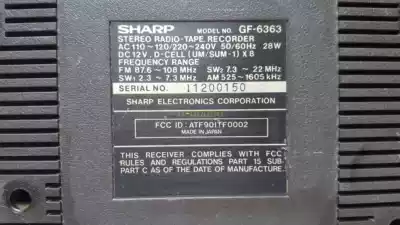 SHARP MODEL NO. GF-6363
STEREO RADIO-TAPE RECORDER
AC 110~120/220~240V 50/60Hz 28W
DC 12V, D-CELL (UM/SUM-1) X 8
FREQUENCY RANGE
FM 87.6~108 MHz SW2 7.3~22 MHz
SW1 2.3~7.3 MHz AM 525~1605 kHz
SERIAL NO. 11200150
SHARP ELECTRONICS CORPORATION
FCC ID : ATF9Q1TF0002
MADE IN JAPAN
THIS RECEIVER COMPLIES WITH FCC
RULES AND REGULATIONS PART 15 SUB-
PART C AS OF THE DATE OF MANUFACTURE.